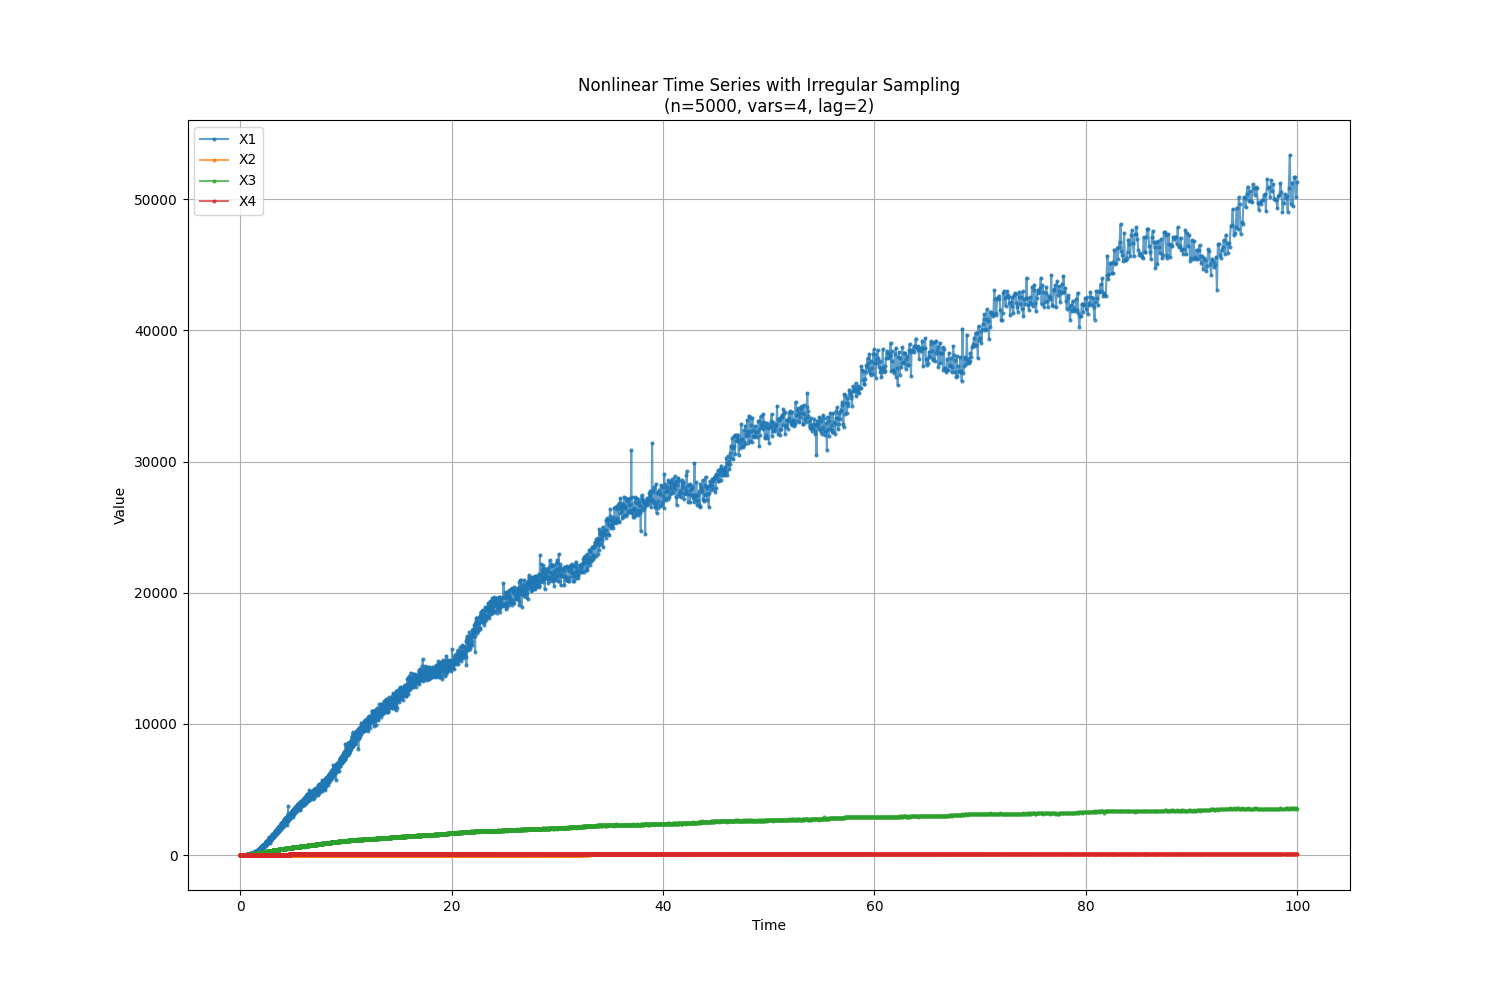 Nonlinear Time Series with Irregular Sampling
(n=5000, vars=4, lag=2)
X1
X2
X3
X4
50000
40000
30000
20000
10000
0
Value
0 20 40 60 80 100
Time